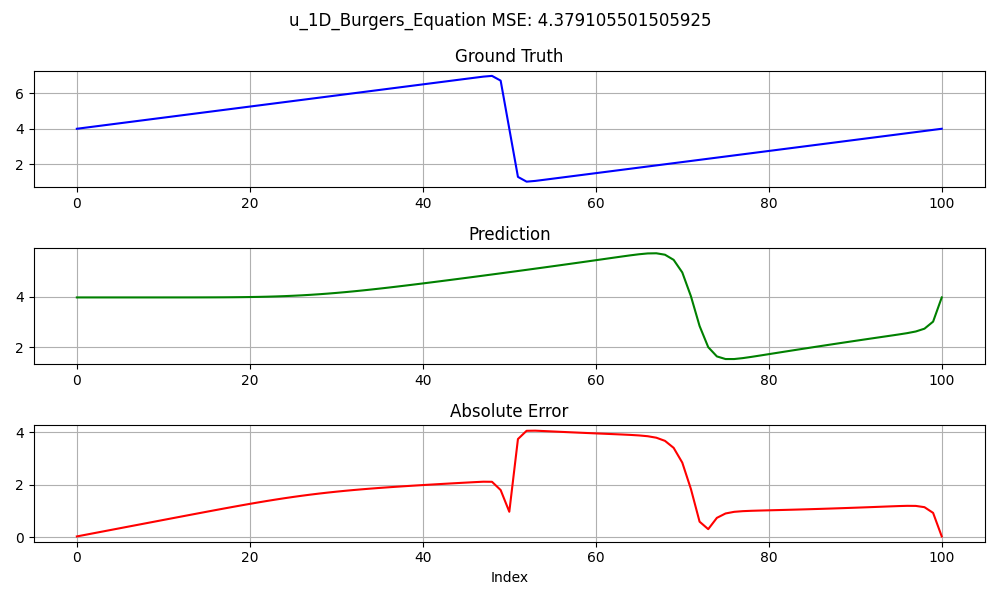 u_1D_Burgers_Equation MSE: 4.379105501505925
Ground Truth
6
4
2
0 20 40 60 80 100
Prediction
4
2
0 20 40 60 80 100
Absolute Error
4
2
0
0 20 40 60 80 100
Index